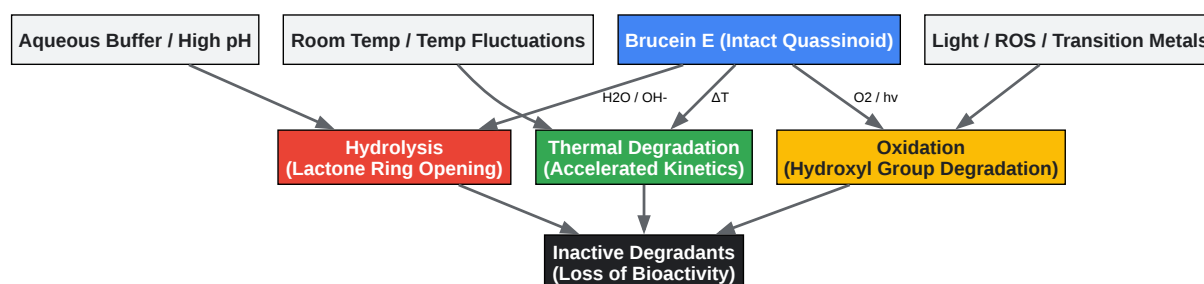 Aqueous Buffer / High pH
Room Temp / Temp Fluctuations
Brucein E (Intact Quassinoid)
Light / ROS / Transition Metals
H2O / OH-
ΔT
O2 / hv
Hydrolysis
(Lactone Ring Opening)
Thermal Degradation
(Accelerated Kinetics)
Oxidation
(Hydroxyl Group Degradation)
Inactive Degradants
(Loss of Bioactivity)